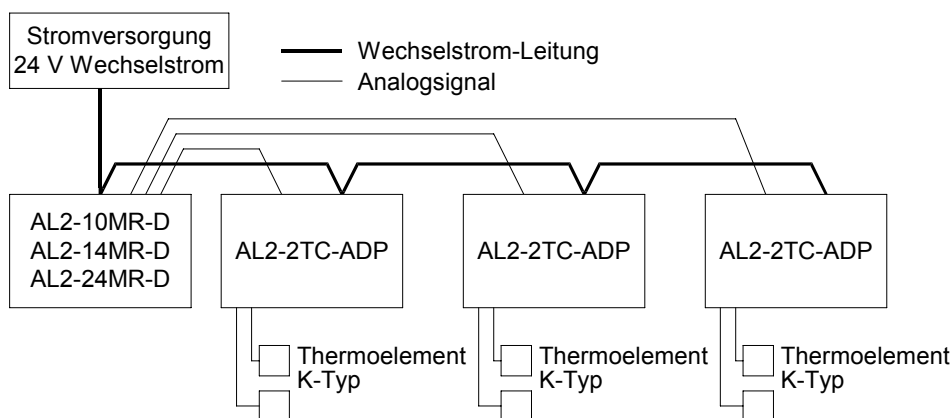 Stromversorgung
24 V Wechselstrom
Wechselstrom-Leitung
Analogsignal
AL2-10MR-D
AL2-14MR-D
AL2-24MR-D
AL2-2TC-ADP
AL2-2TC-ADP
AL2-2TC-ADP
Thermoelement
K-Typ
Thermoelement
K-Typ
Thermoelement
K-Typ